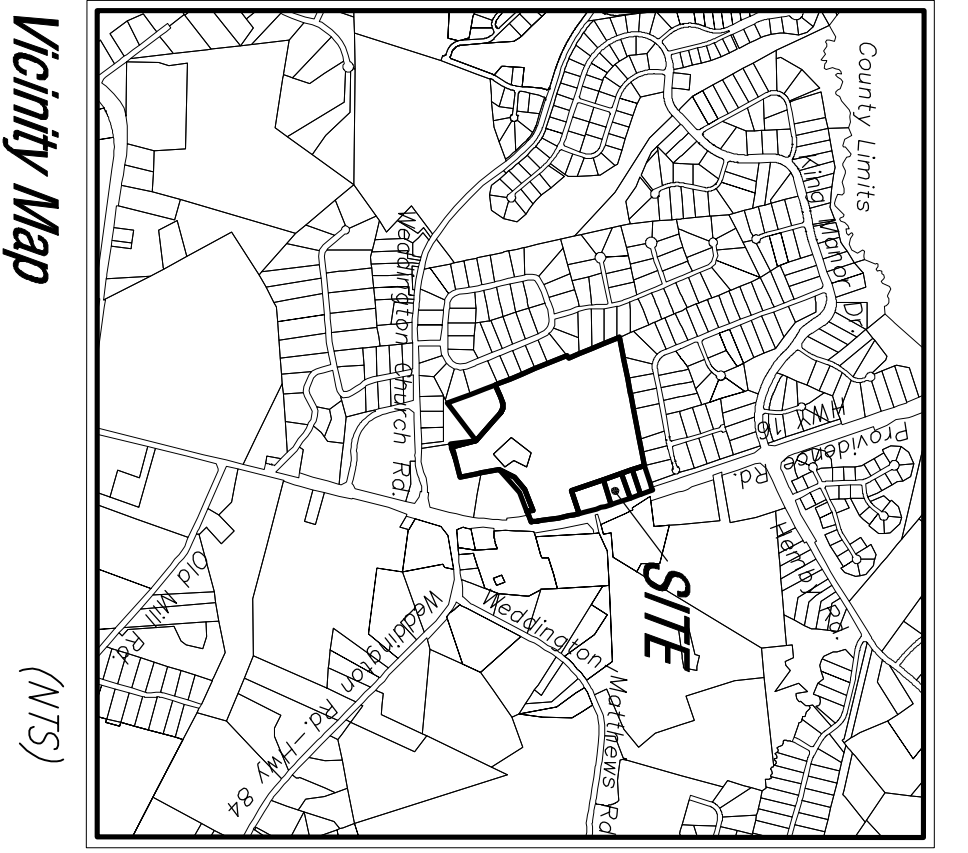 County Limits
King Manor Dr.
HWY 16
Providence
Rd.
Hemby Rd.
Weddington Church Rd.
SITE
Weddington Matthews Rd
Weddington Rd.-Hwy 84
Old Mill Rd.
Vicinity Map
(NTS)